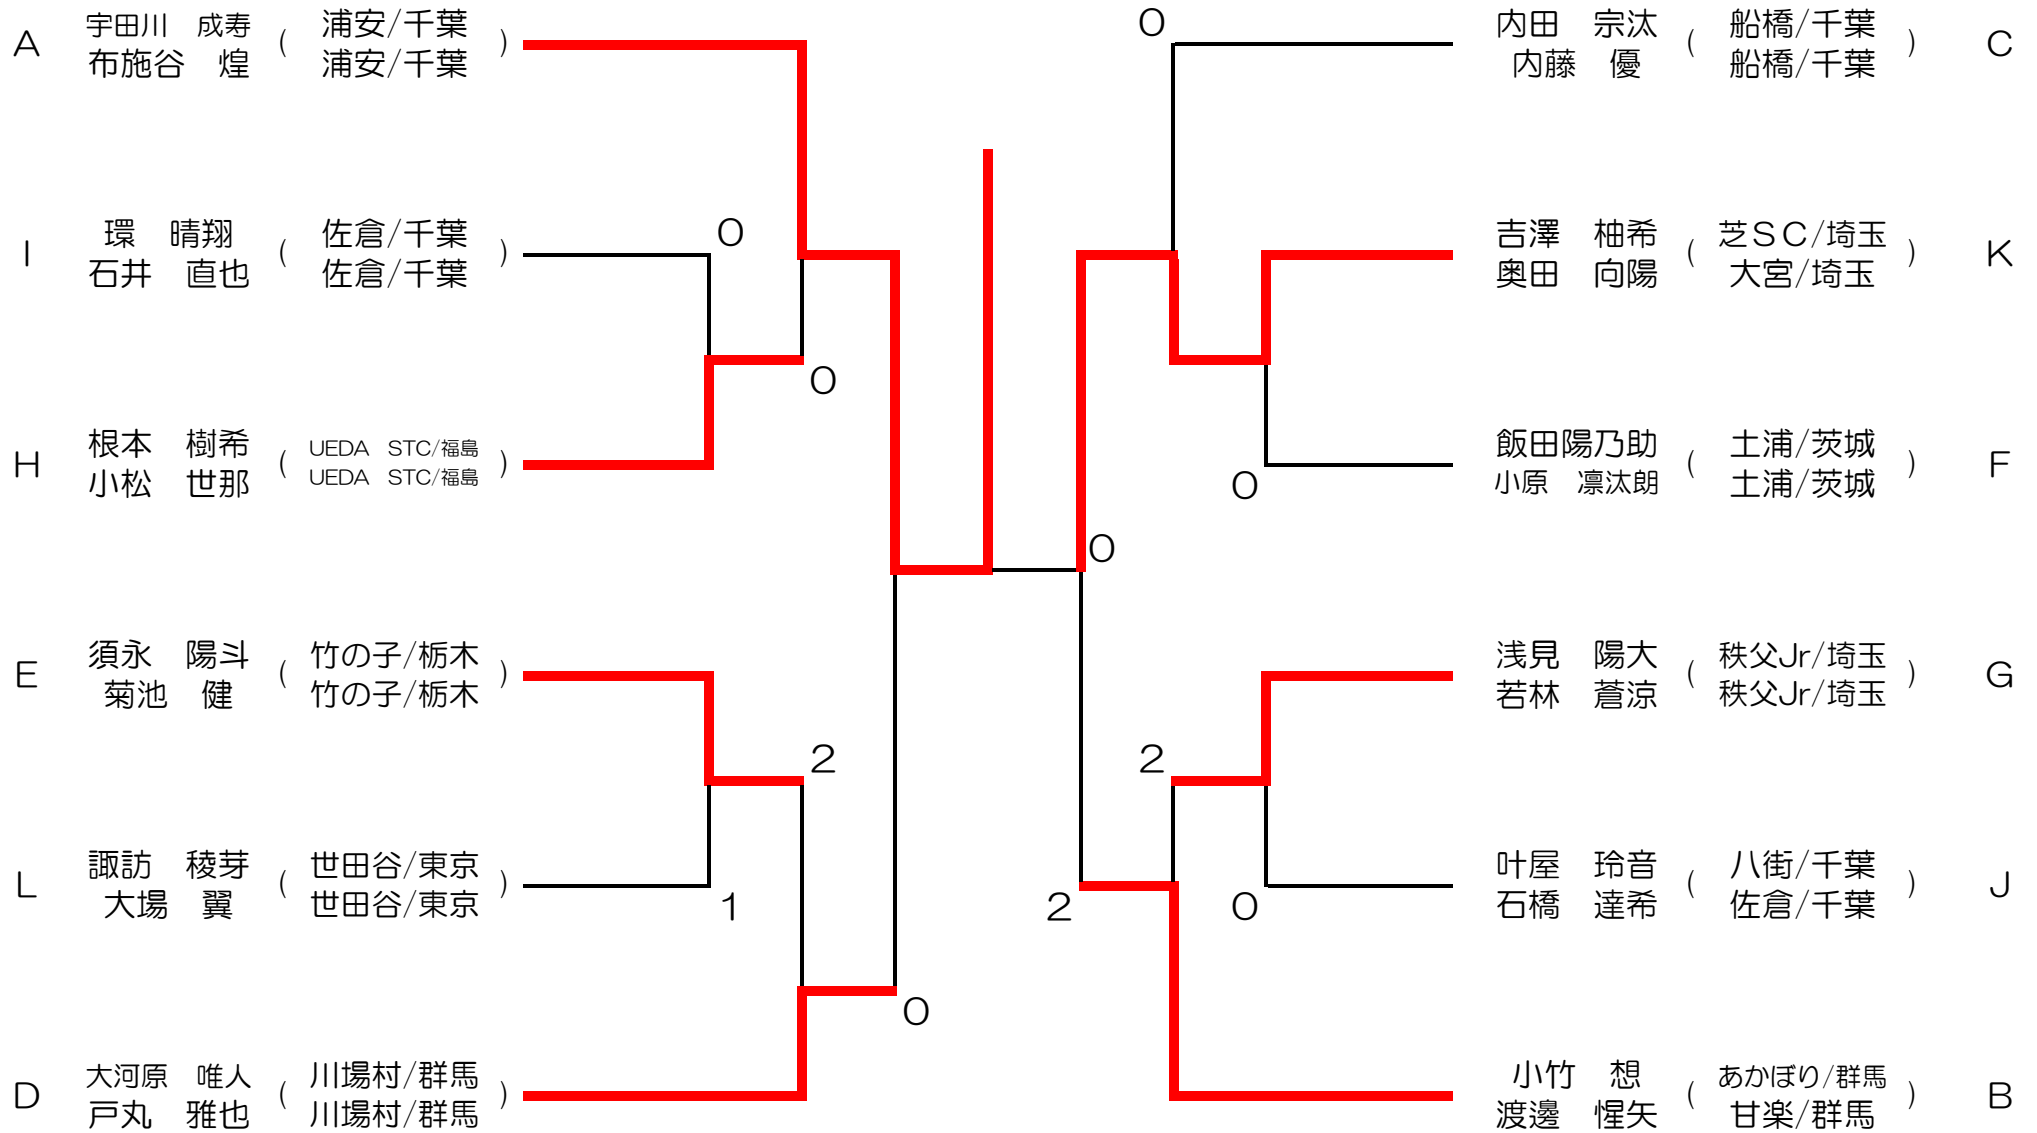 A 宇田川 成寿 ( 浦安/千葉 )
布施谷 煌 浦安/千葉
I 環 晴翔 ( 佐倉/千葉 )
石井 直也 佐倉/千葉
0
H 根本 樹希 ( UEDA STC/福島 )
小松 世那 UEDA STC/福島
0
E 須永 陽斗 ( 竹の子/栃木 )
菊池 健 竹の子/栃木
2
L 諏訪 稜芽 ( 世田谷/東京 )
大場 翼 世田谷/東京
1
D 大河原 唯人 ( 川場村/群馬 )
戸丸 雅也 川場村/群馬
0
0
内田 宗汰 ( 船橋/千葉 ) C
内藤 優 船橋/千葉
吉澤 柚希 ( 芝SC/埼玉 ) K
奥田 向陽 大宮/埼玉
飯田陽乃助 ( 土浦/茨城 ) F
小原 凛汰朗 土浦/茨城
0
0
浅見 陽大 ( 秩父Jr/埼玉 ) G
若林 蒼涼 秩父Jr/埼玉
2
叶屋 玲音 ( 八街/千葉 ) J
石橋 達希 佐倉/千葉
2
0
小竹 想 ( あかぼり/群馬 ) B
渡邊 惺矢 甘楽/群馬